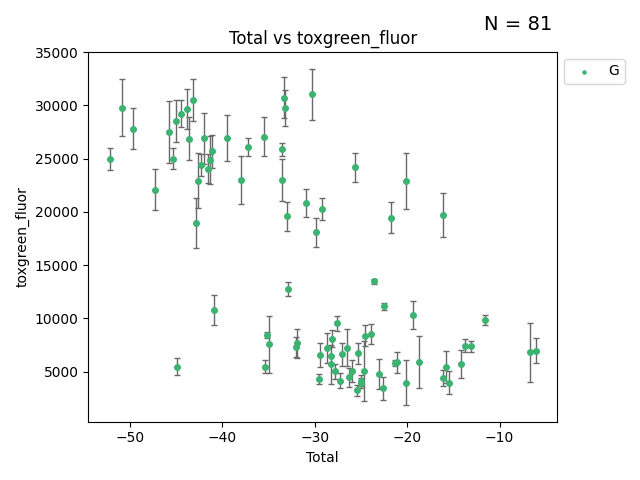 N = 81
Total vs toxgreen_fluor
G
toxgreen_fluor
35000
30000
25000
20000
15000
10000
5000
−50 −40 −30 −20 −10
Total